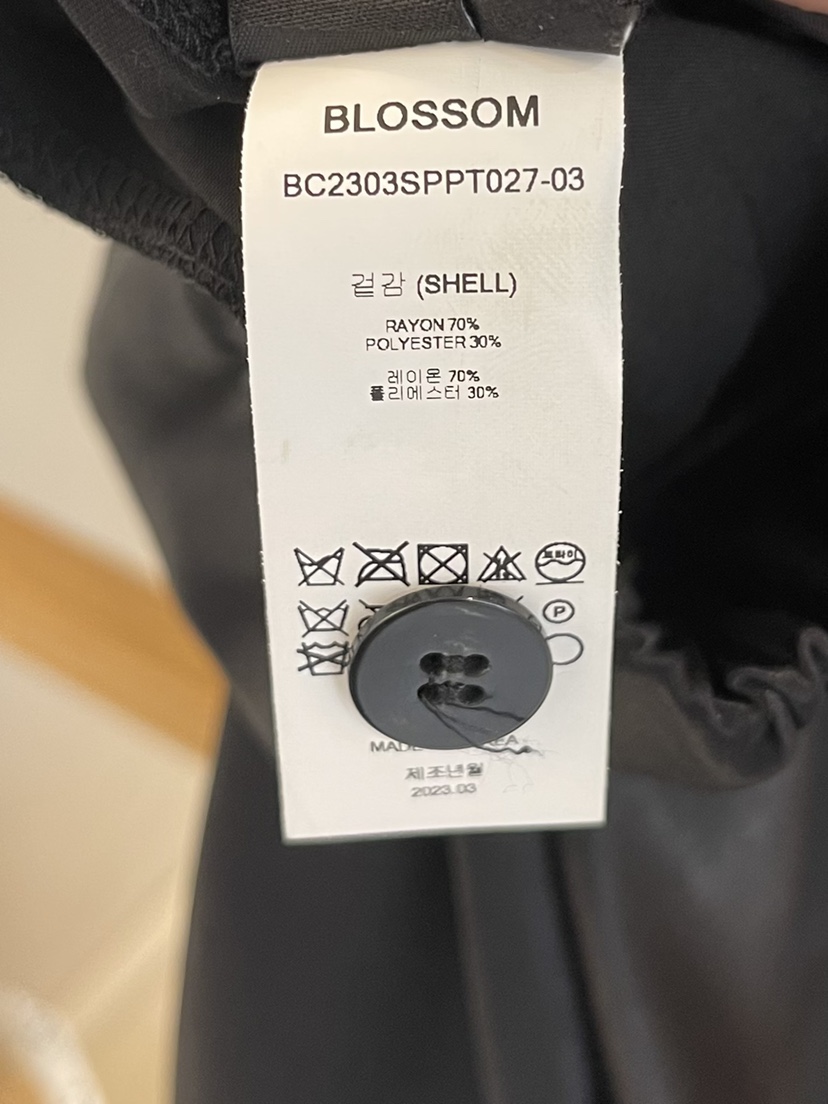 BLOSSOM
BC2303SPPT027-03
겉감 (SHELL)
RAYON 70%
POLYESTER 30%
레이온 70%
폴리에스터 30%
드라이
P
제조년월
2023.03